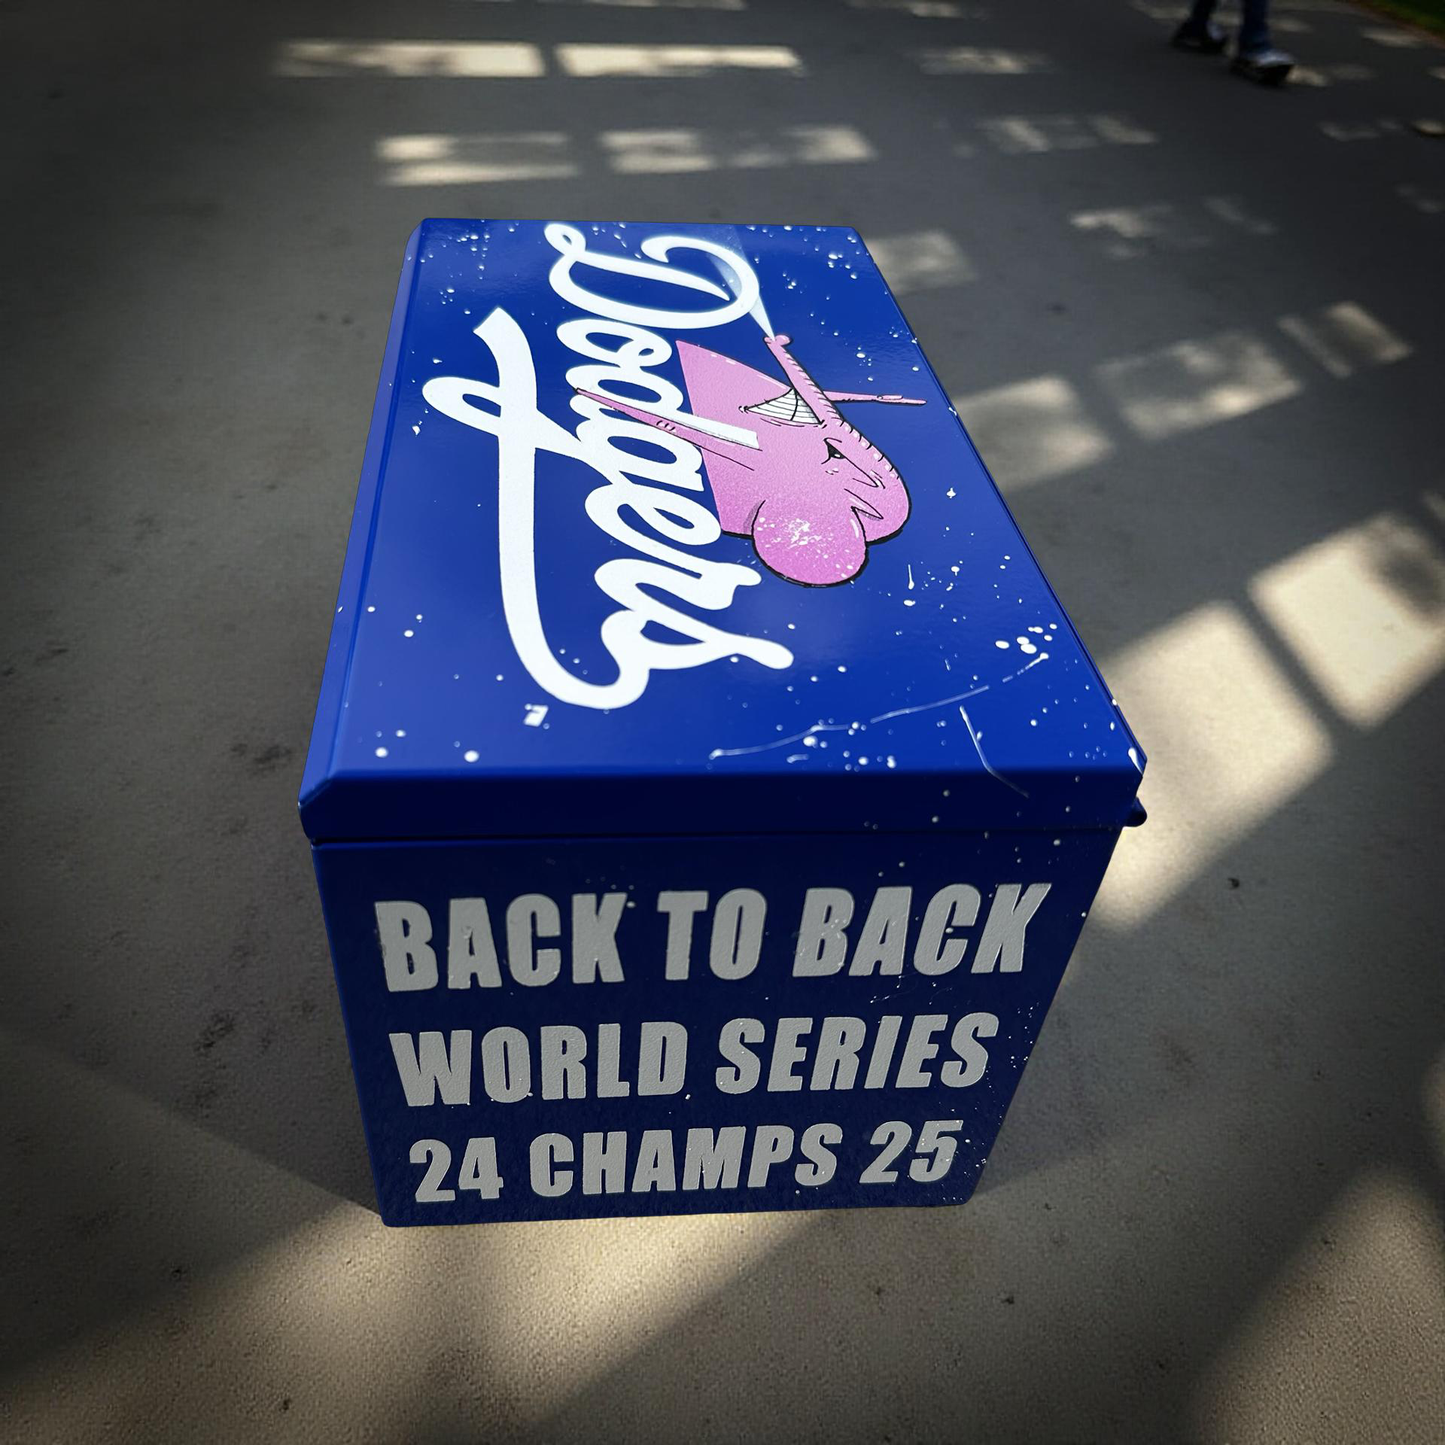 Dodgers
BACK TO BACK
WORLD SERIES
24 CHAMPS 25